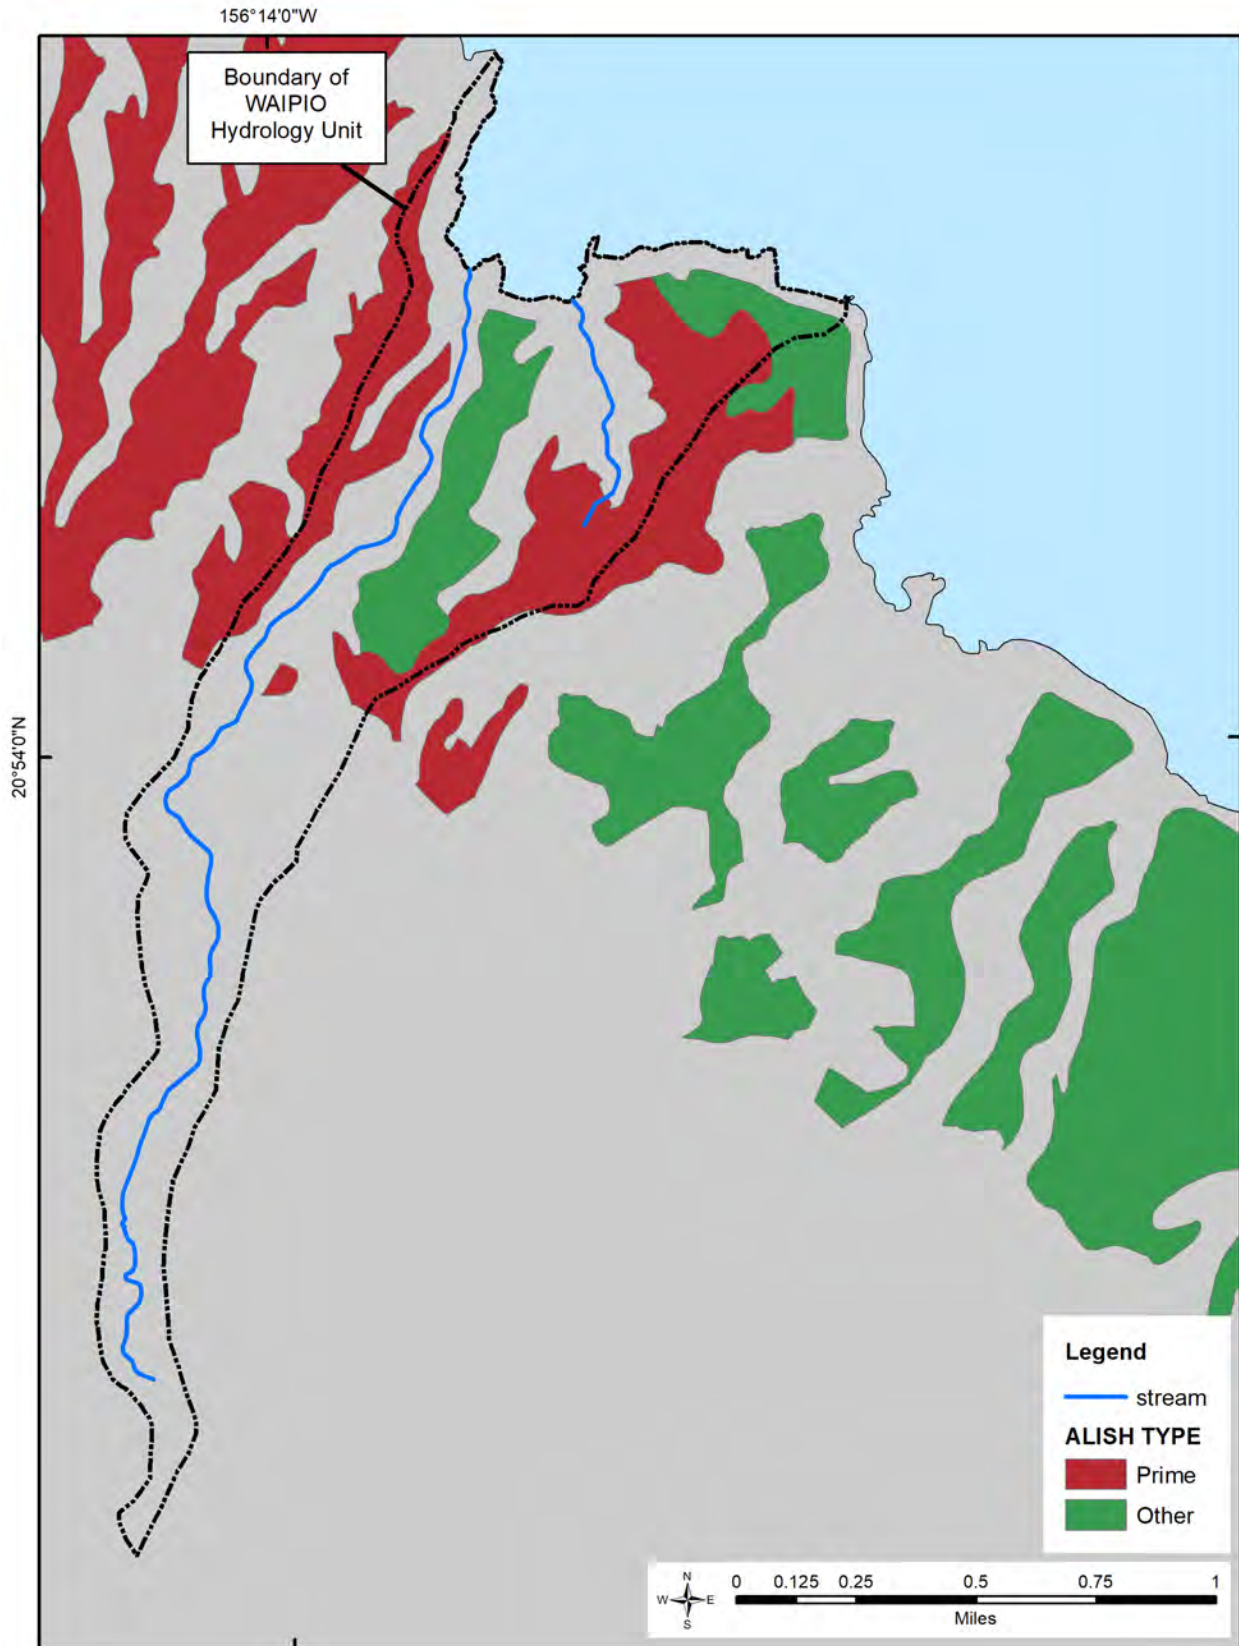 156°14'0"W
Boundary of
WAIPIO
Hydrology Unit
20°54'0"N
Legend
stream
ALISH TYPE
Prime
Other
N
W E
S
0 0.125 0.25 0.5 0.75 1
Miles